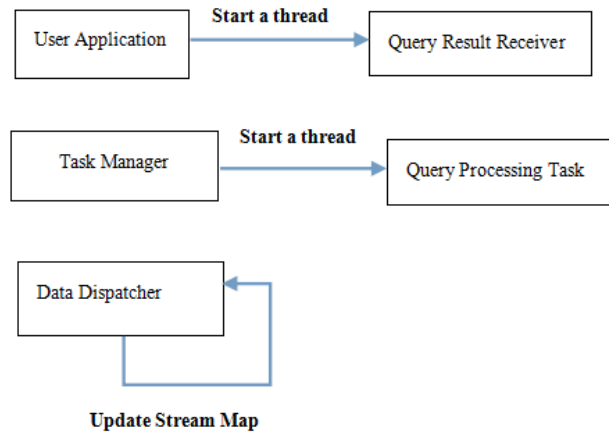 Start a thread
User Application
Query Result Receiver
Start a thread
Task Manager
Query Processing Task
Data Dispatcher
Update Stream Map